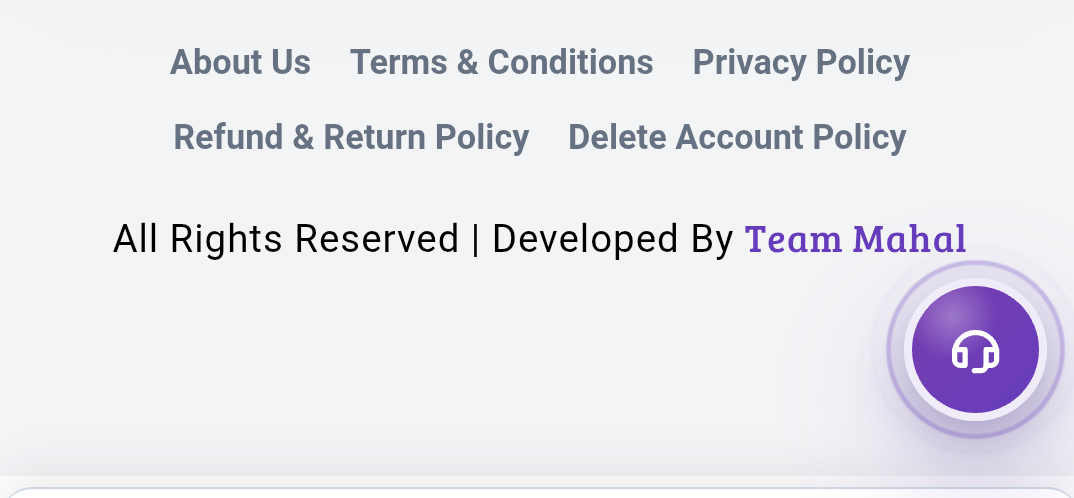 About Us Terms & Conditions Privacy Policy
Refund & Return Policy Delete Account Policy
All Rights Reserved | Developed By Team Mahal